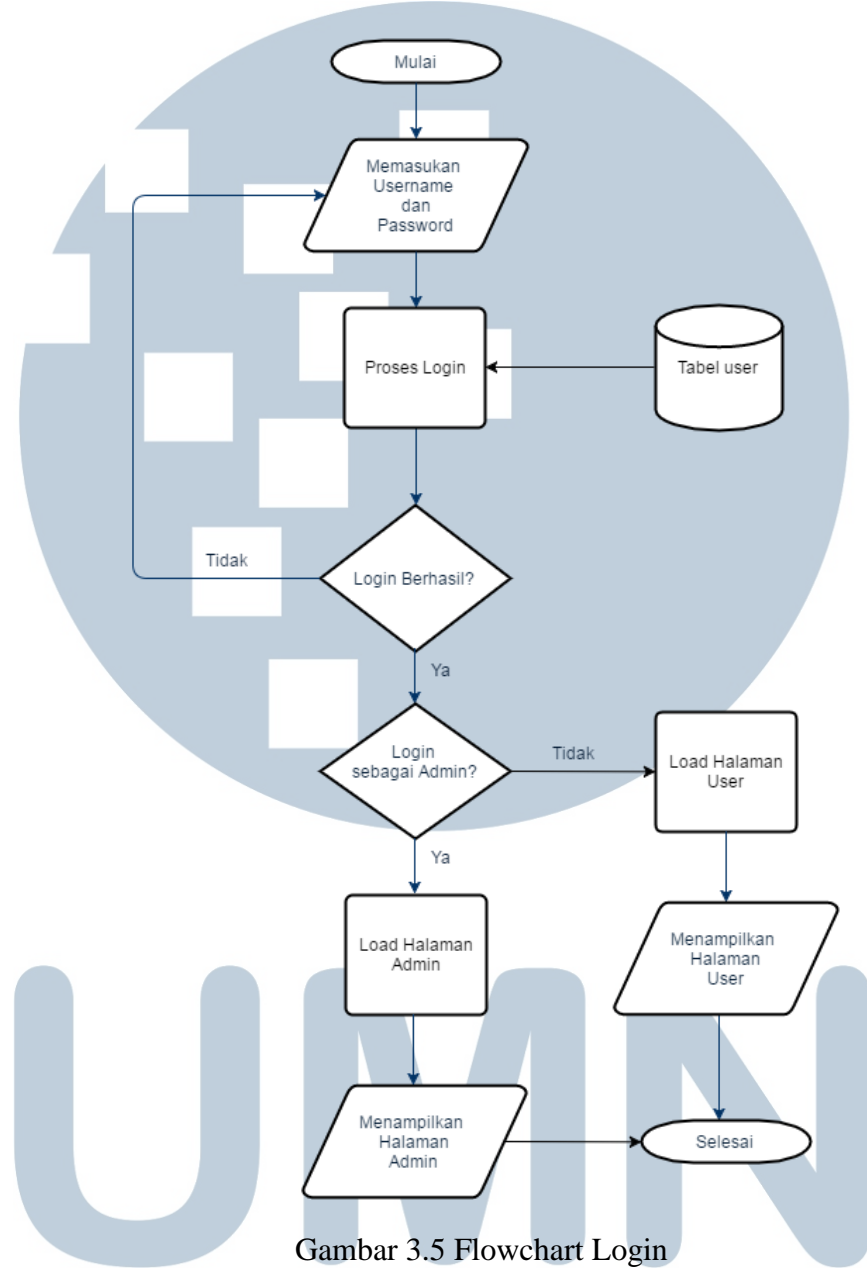 Mulai
Memasukan
Username
dan
Password
Proses Login
Tabel user
Tidak
Login Berhasil?
Ya
Login
sebagai Admin?
Tidak
Load Halaman
User
Ya
Load Halaman
Admin
Menampilkan
Halaman
User
Menampilkan
Halaman
Admin
Selesai
UMN
Gambar 3.5 Flowchart Login